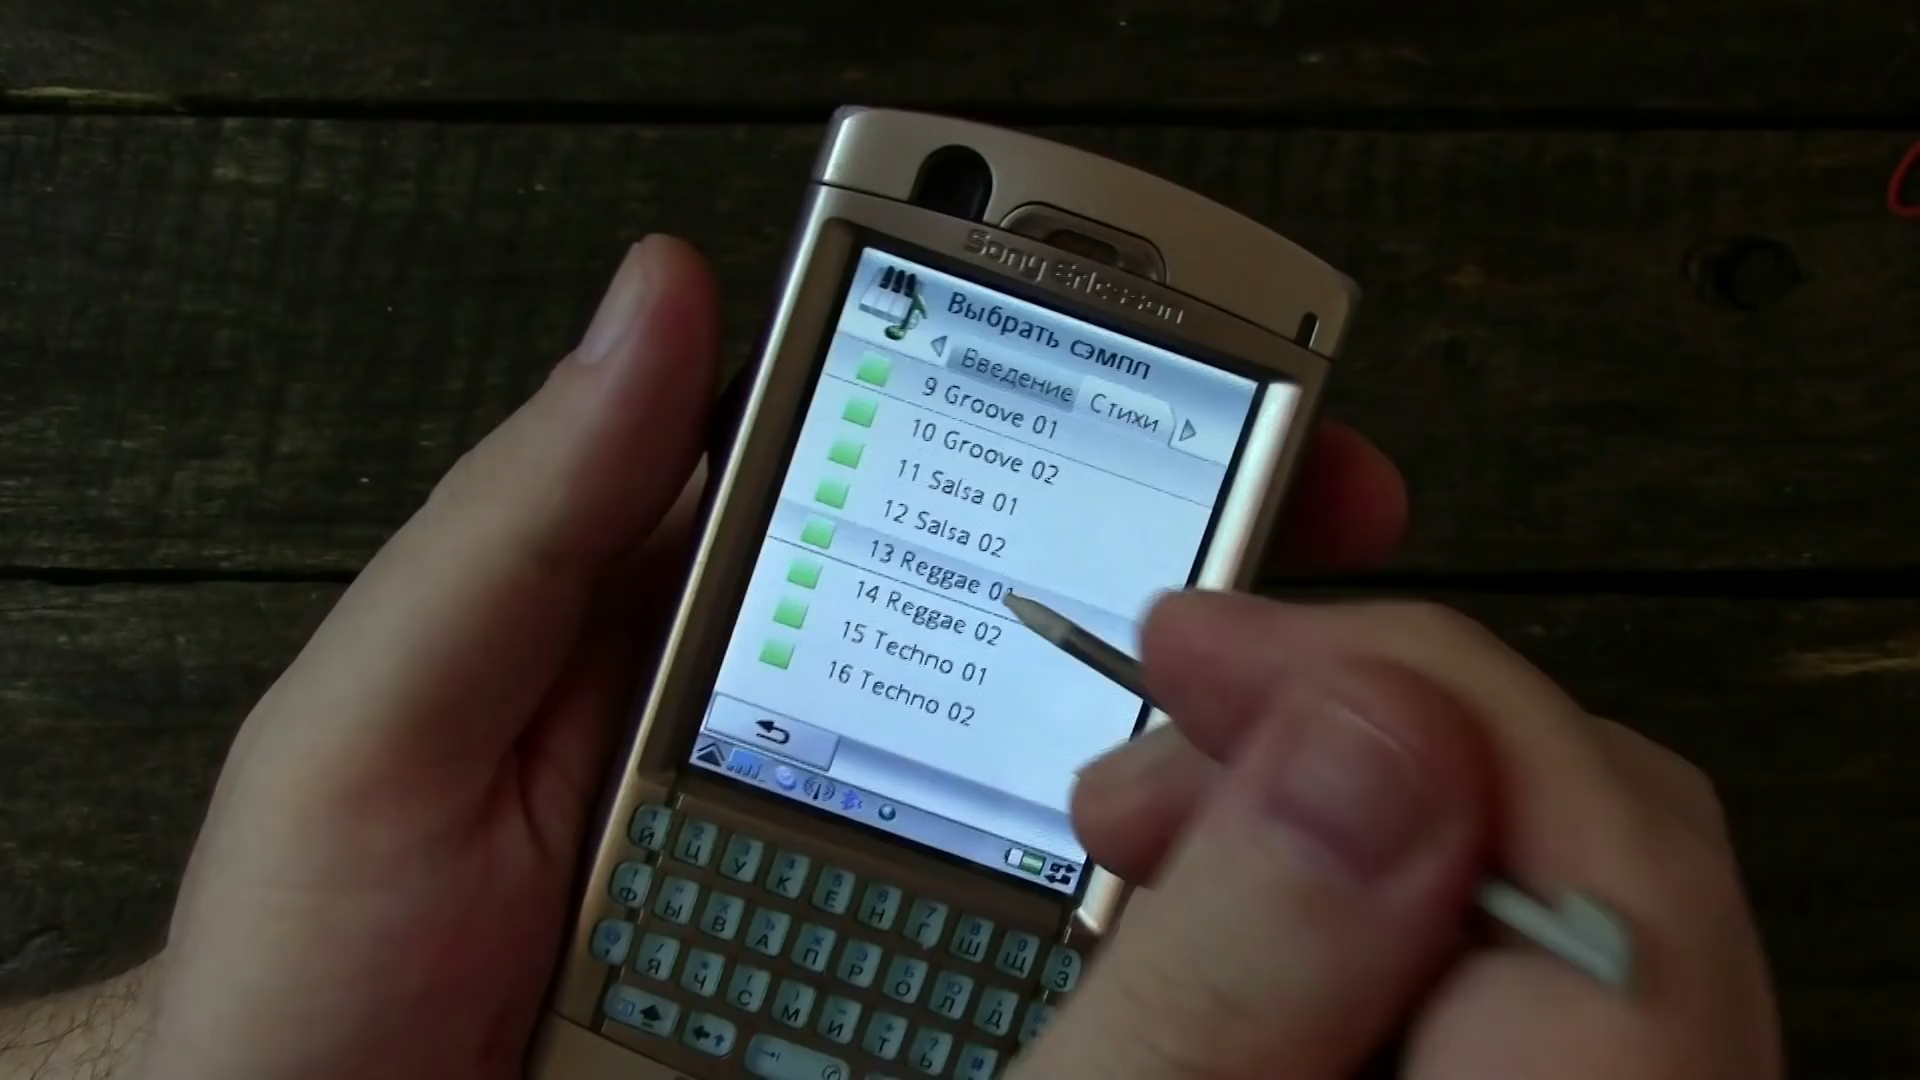 Sony Ericsson
Выбрать сэмпл
Введение Стихи
9 Groove 01
10 Groove 02
11 Salsa 01
12 Salsa 02
13 Reggae 01
14 Reggae 02
15 Techno 01
16 Techno 02
Й Ц У К Е Н Г Ш Щ З
Ф Ы В А П Р О Л Д
Я Ч С М И Т Ь